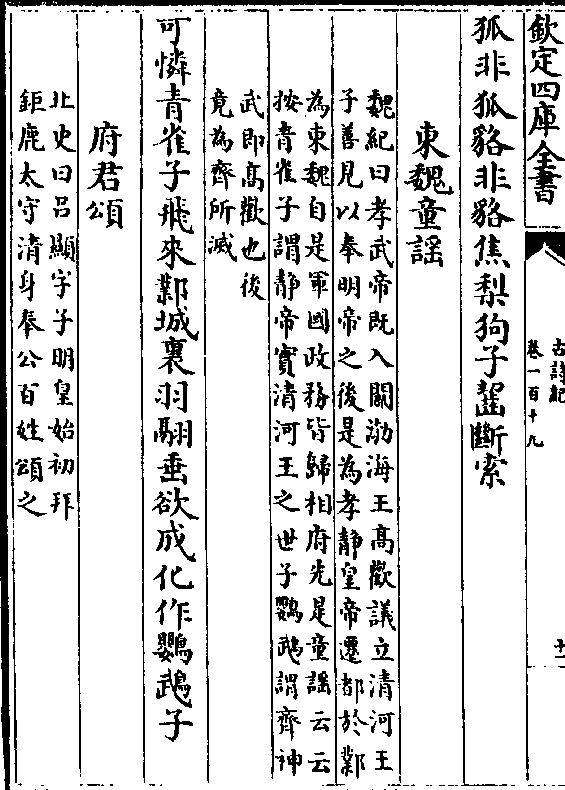 欽定四庫全書
古詩紀
卷一百十九
十一
狐非狐貉非貉焦梨狗子齧斷索
東魏童謡
魏紀曰孝武帝既入關渤海王高歡議立清河王
子善見以奉明帝之後是為孝靜皇帝遷都於鄴
為東魏自是軍國政務皆歸相府先是童謡云云
按青雀子謂靜帝實清河王之世子鸚鵡謂齊神
武即高歡也後
竟為齊所滅
可憐青雀子飛來鄴城裏羽翮垂欲成化作鸚鵡子
府君頌
北史曰吕顯字子明皇始初拜
鉅鹿太守清身奉公百姓頌之